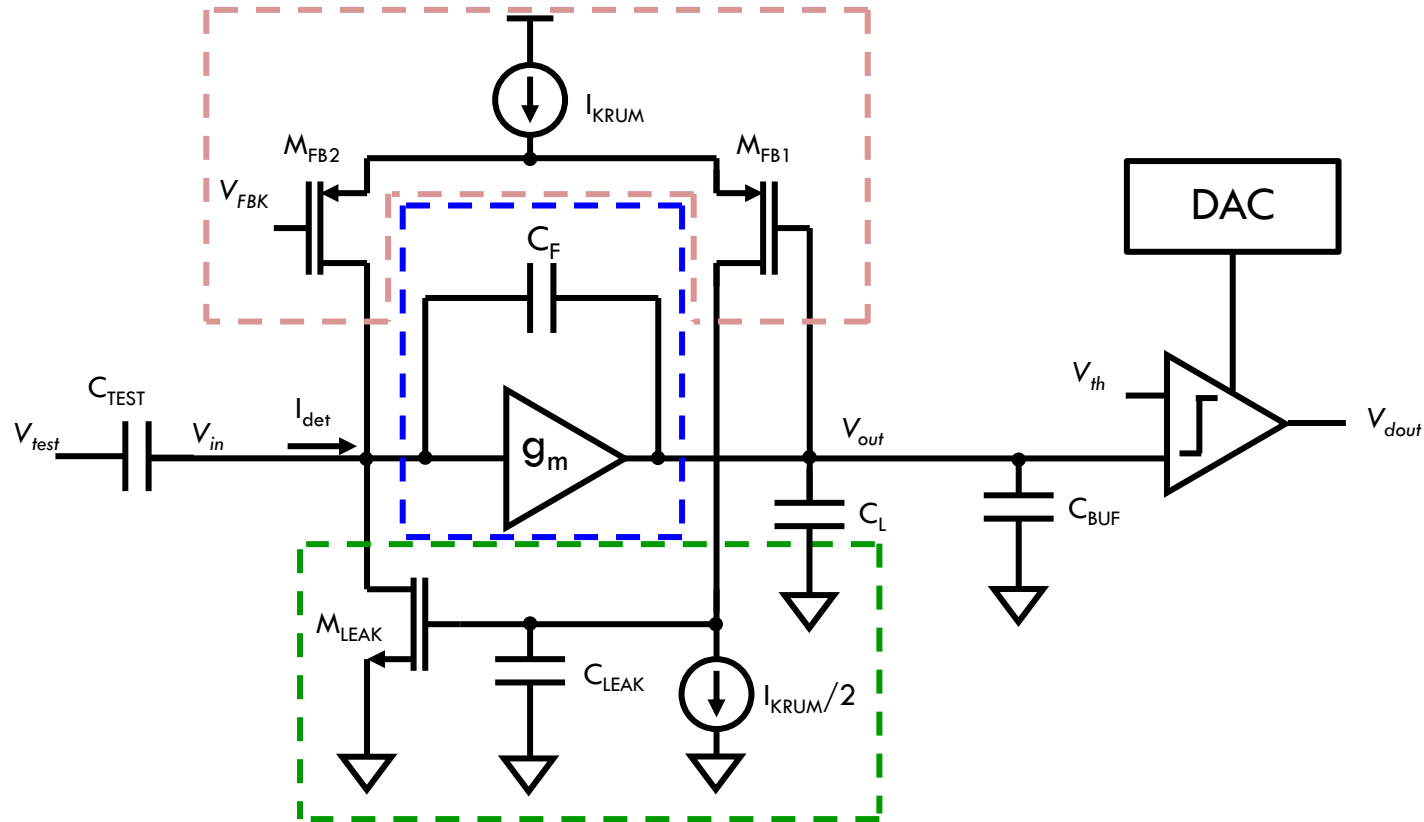 I_KRUM
M_FB2
M_FB1
V_FBK
DAC
C_F
C_TEST
V_th
I_det
V_test
V_in
V_out
V_dout
g_m
C_L
C_BUF
M_LEAK
C_LEAK
I_KRUM/2